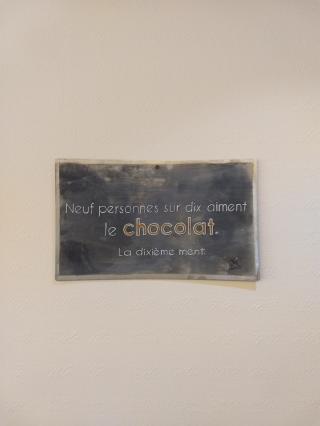 Neuf personnes sur dix aiment
le chocolat.
La dixième ment.